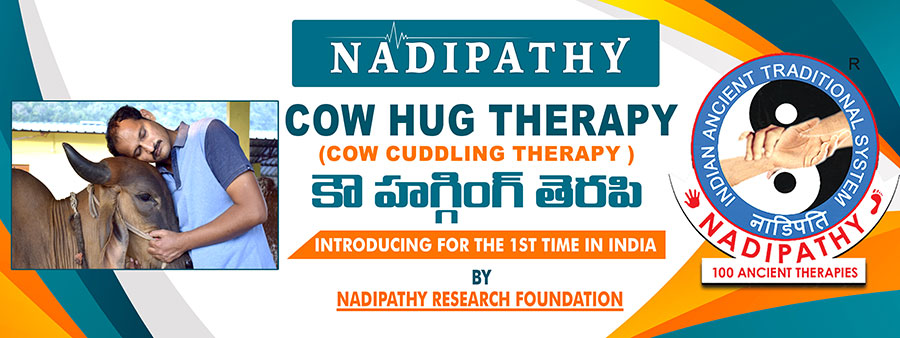 NADIPATHY
COW HUG THERAPY
(COW CUDDLING THERAPY )
కౌ హగ్గింగ్ తెరపి
INTRODUCING FOR THE 1ST TIME IN INDIA
BY
NADIPATHY RESEARCH FOUNDATION
R
INDIAN ANCIENT TRADITIONAL SYSTEM
नाडिपति
NADIPATHY
100 ANCIENT THERAPIES